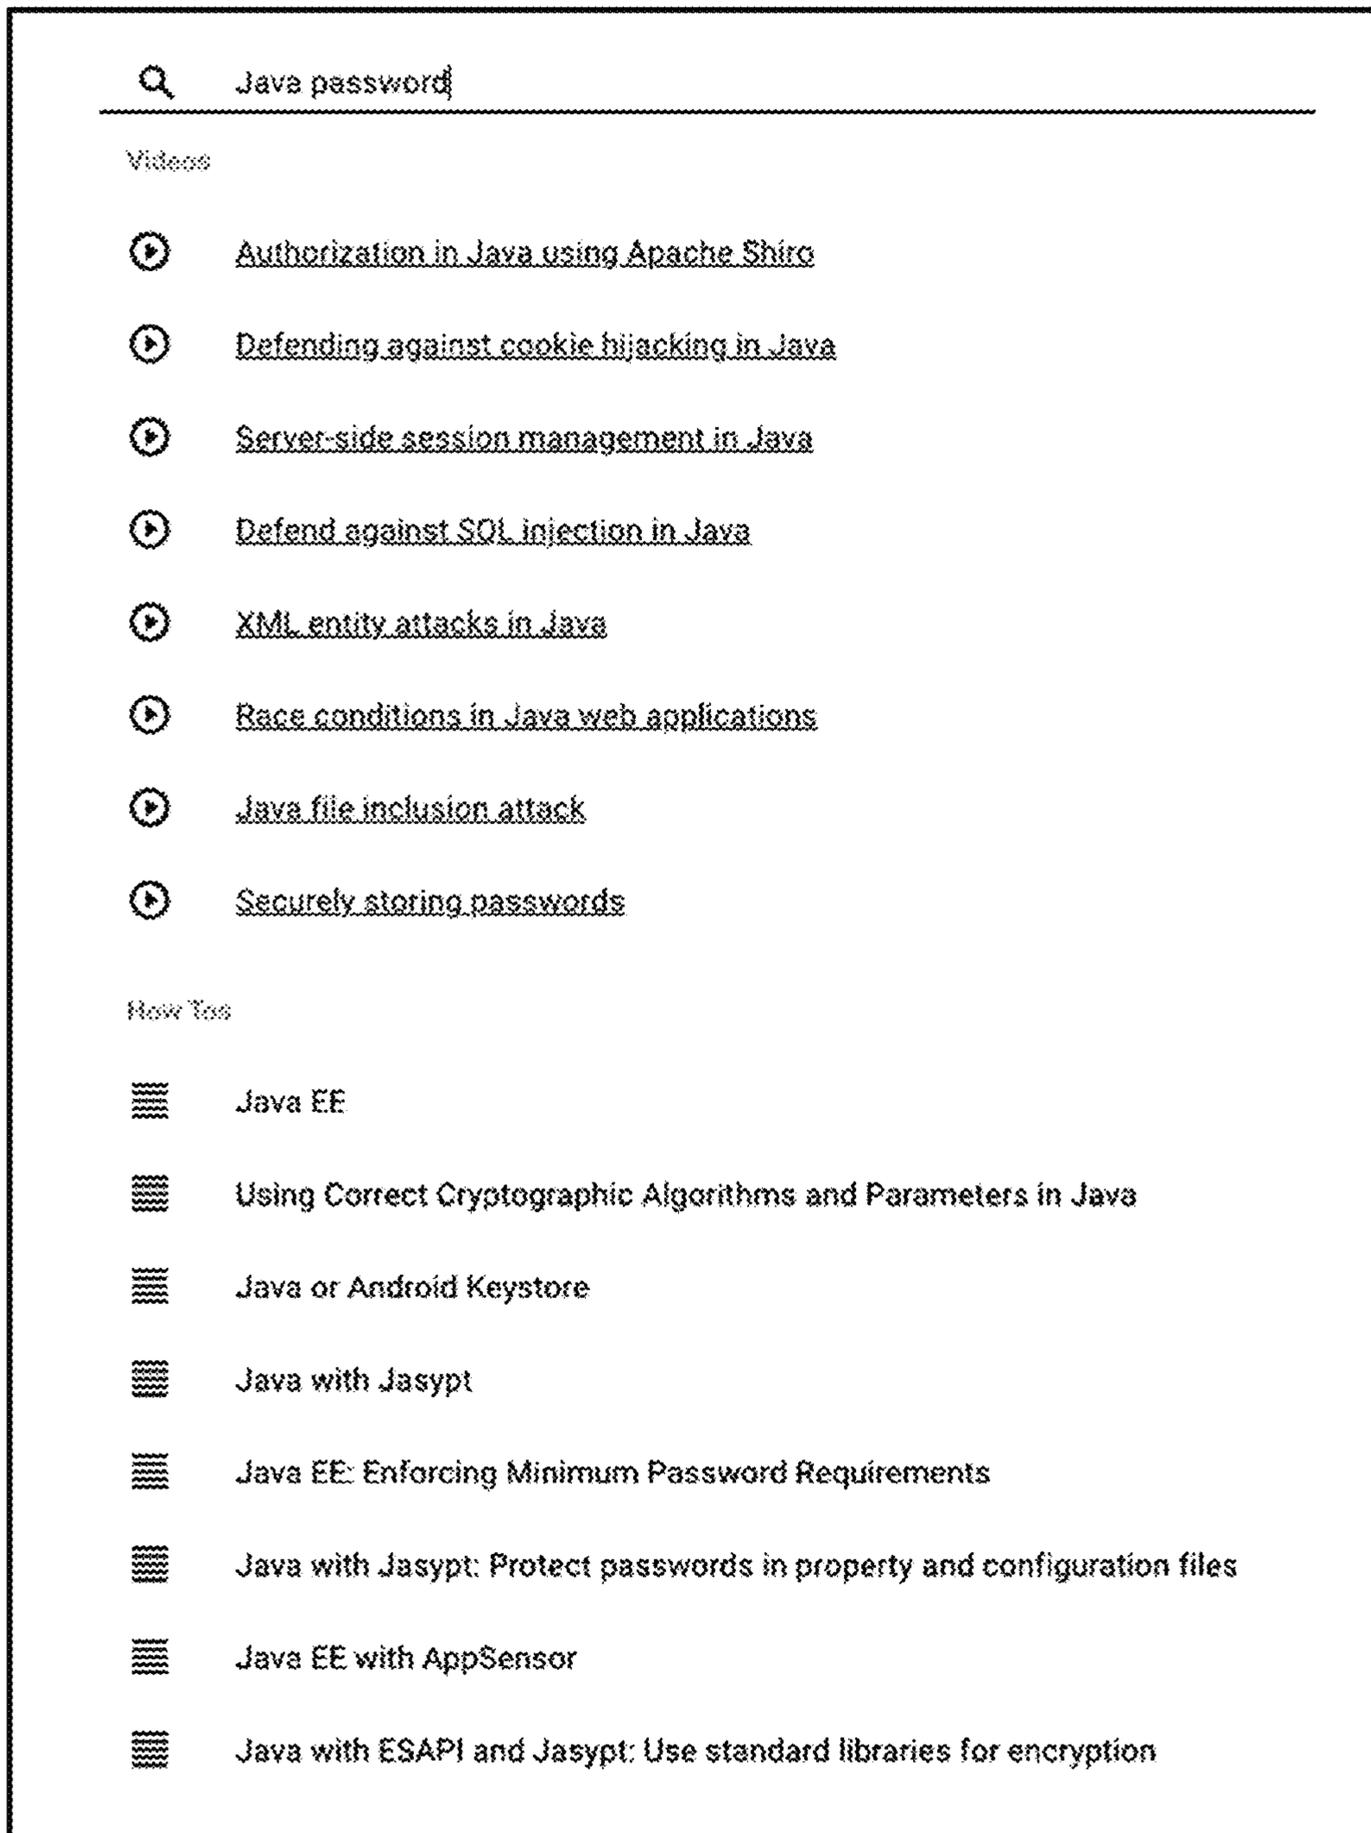 Java password
Videos
Authorization in Java using Apache Shiro
Defending against cookie hijacking in Java
Server-side session management in Java
Defend against SQL injection in Java
XML entity attacks in Java
Race conditions in Java web applications
Java file inclusion attack
Securely storing passwords
How Tos
Java EE
Using Correct Cryptographic Algorithms and Parameters in Java
Java or Android Keystore
Java with Jasypt
Java EE: Enforcing Minimum Password Requirements
Java with Jasypt: Protect passwords in property and configuration files
Java EE with AppSensor
Java with ESAPI and Jasypt: Use standard libraries for encryption